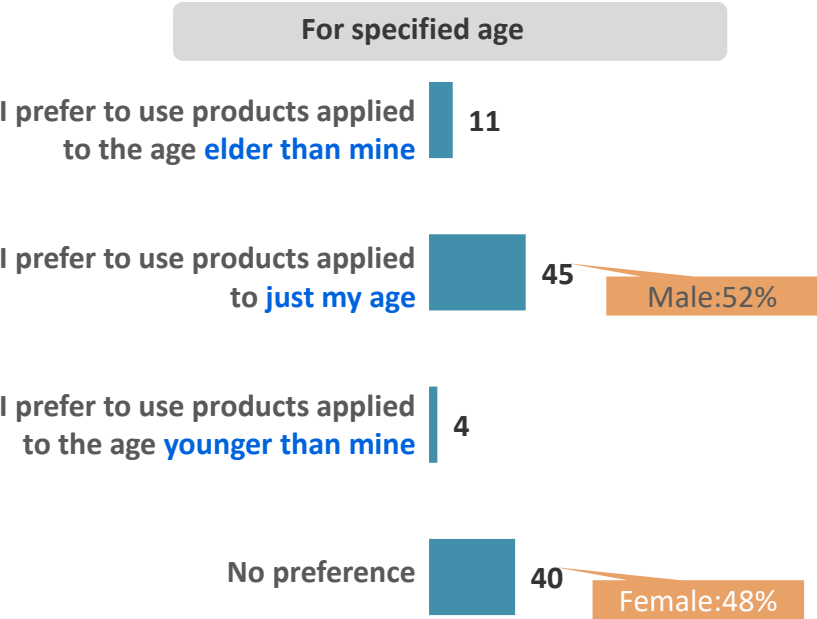 For specified age
I prefer to use products applied
to the age elder than mine
11
I prefer to use products applied
to just my age
45
Male:52%
I prefer to use products applied
to the age younger than mine
4
No preference
40
Female:48%